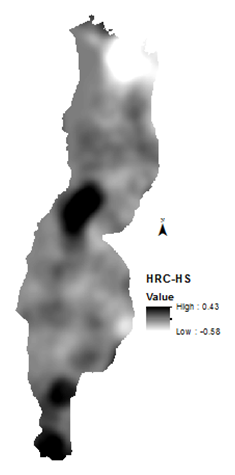 N
HRC-HS
Value
High : 0.43
Low : -0.58